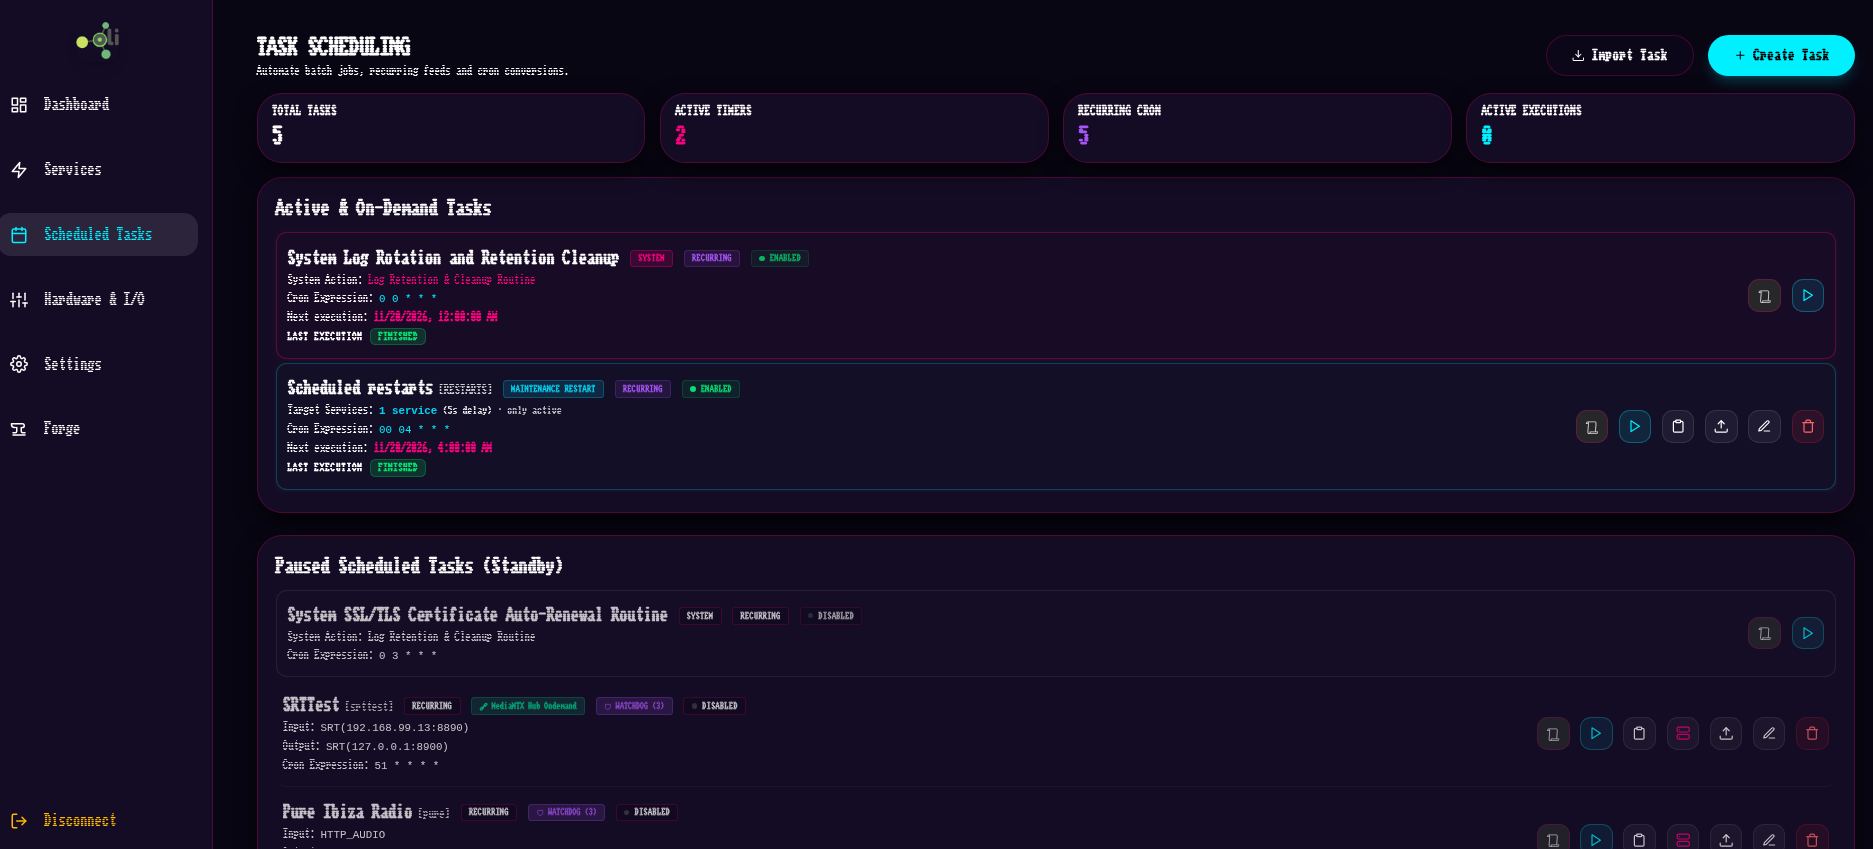 oli
Dashboard
Services
Scheduled Tasks
Hardware & I/O
Settings
Forge
Disconnect
TASK SCHEDULING
Automate batch jobs, recurring feeds and cron conversions.
Import Task
+ Create Task
TOTAL TASKS
5
ACTIVE TIMERS
2
RECURRING CRON
5
ACTIVE EXECUTIONS
0
Active & On-Demand Tasks
System Log Rotation and Retention Cleanup SYSTEM RECURRING ENABLED
System Action: Log Retention & Cleanup Routine
Cron Expression: 0 0 * * *
Next execution: 11/20/2026, 12:00:00 AM
LAST EXECUTION FINISHED
Scheduled restarts [RESTARTS] MAINTENANCE RESTART RECURRING ENABLED
Target Services: 1 service (5s delay) · only active
Cron Expression: 00 04 * * *
Next execution: 11/20/2026, 4:00:00 AM
LAST EXECUTION FINISHED
Paused Scheduled Tasks (Standby)
System SSL/TLS Certificate Auto-Renewal Routine SYSTEM RECURRING DISABLED
System Action: Log Retention & Cleanup Routine
Cron Expression: 0 3 * * *
SRTTest [srttest] RECURRING MediaMTX Hub Ondemand WATCHDOG (3) DISABLED
Input: SRT(192.168.99.13:8890)
Output: SRT(127.0.0.1:8900)
Cron Expression: 51 * * * *
Pure Ibiza Radio [pure] RECURRING WATCHDOG (3) DISABLED
Input: HTTP_AUDIO